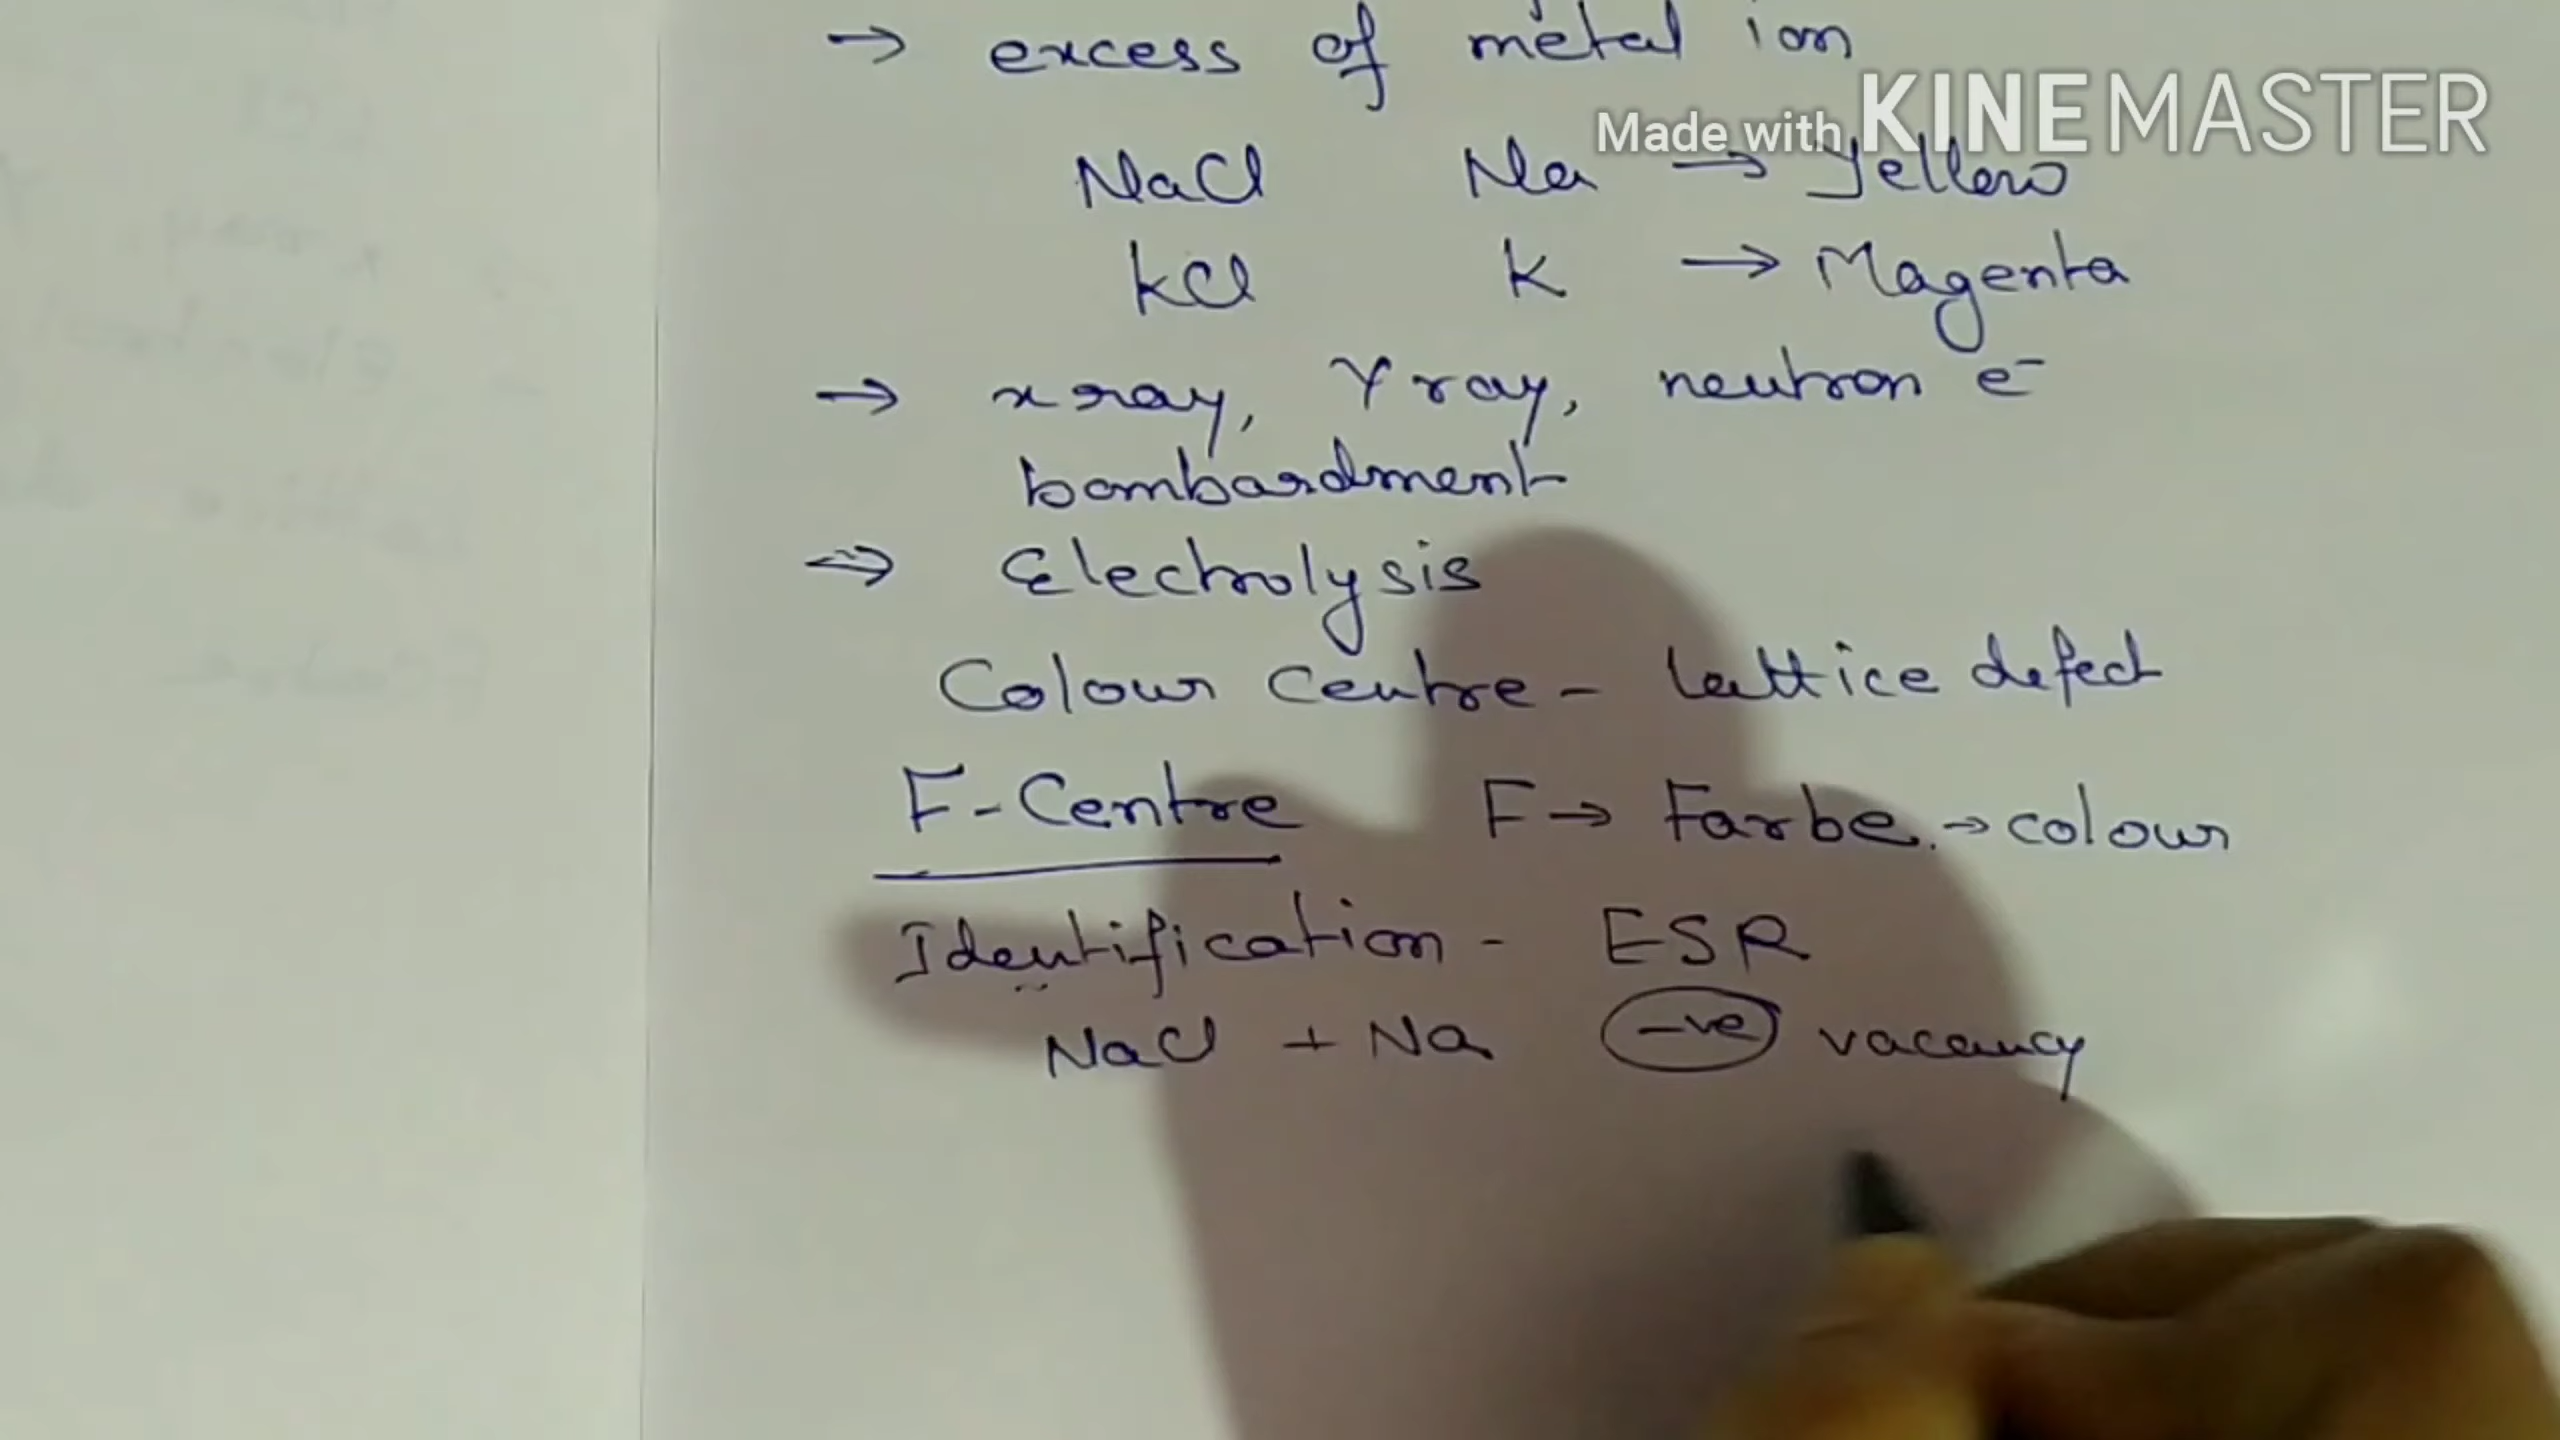 → excess of metal ion
Made with KINEMASTER
NaCl Na → Yellow
KCl K → Magenta
→ x ray, γ ray, neutron e⁻
bombardment
⇒ Electrolysis
Colour Centre - lattice defect
F-Centre F → Farbe. → colour
Identification - ESR
NaCl + Na -ve vacancy